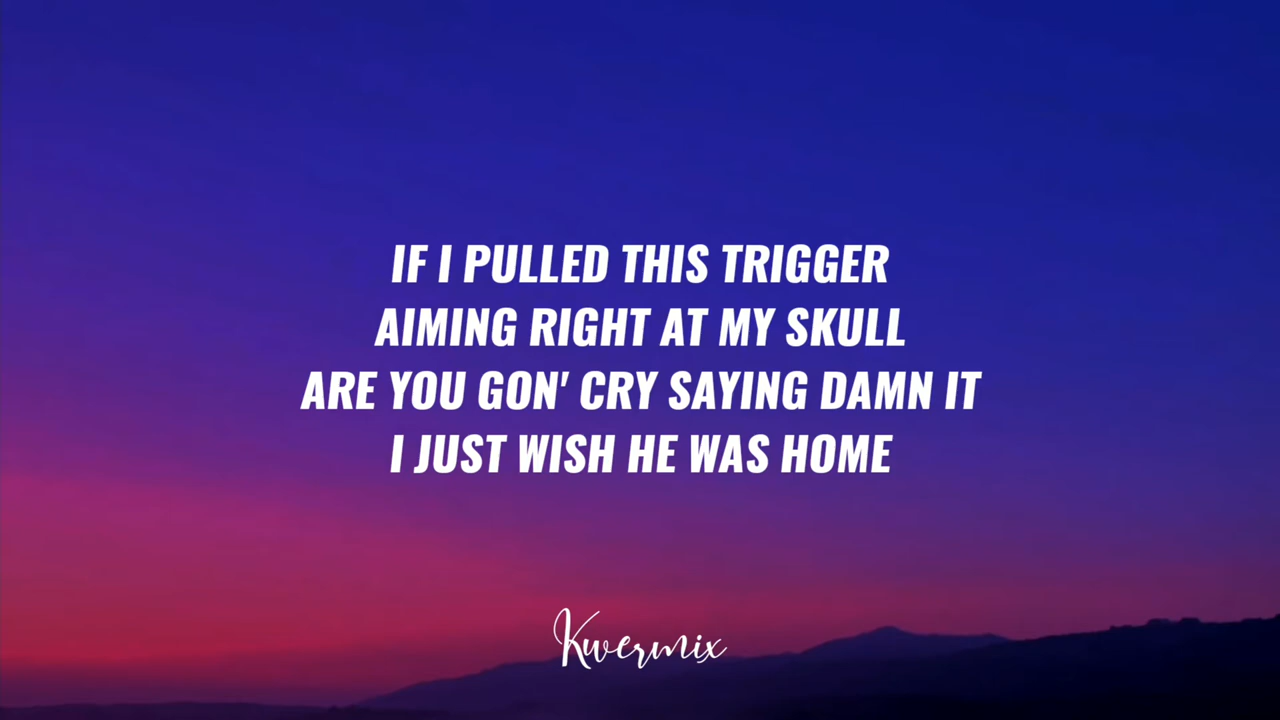 IF I PULLED THIS TRIGGER
AIMING RIGHT AT MY SKULL
ARE YOU GON' CRY SAYING DAMN IT
I JUST WISH HE WAS HOME
Kwermix